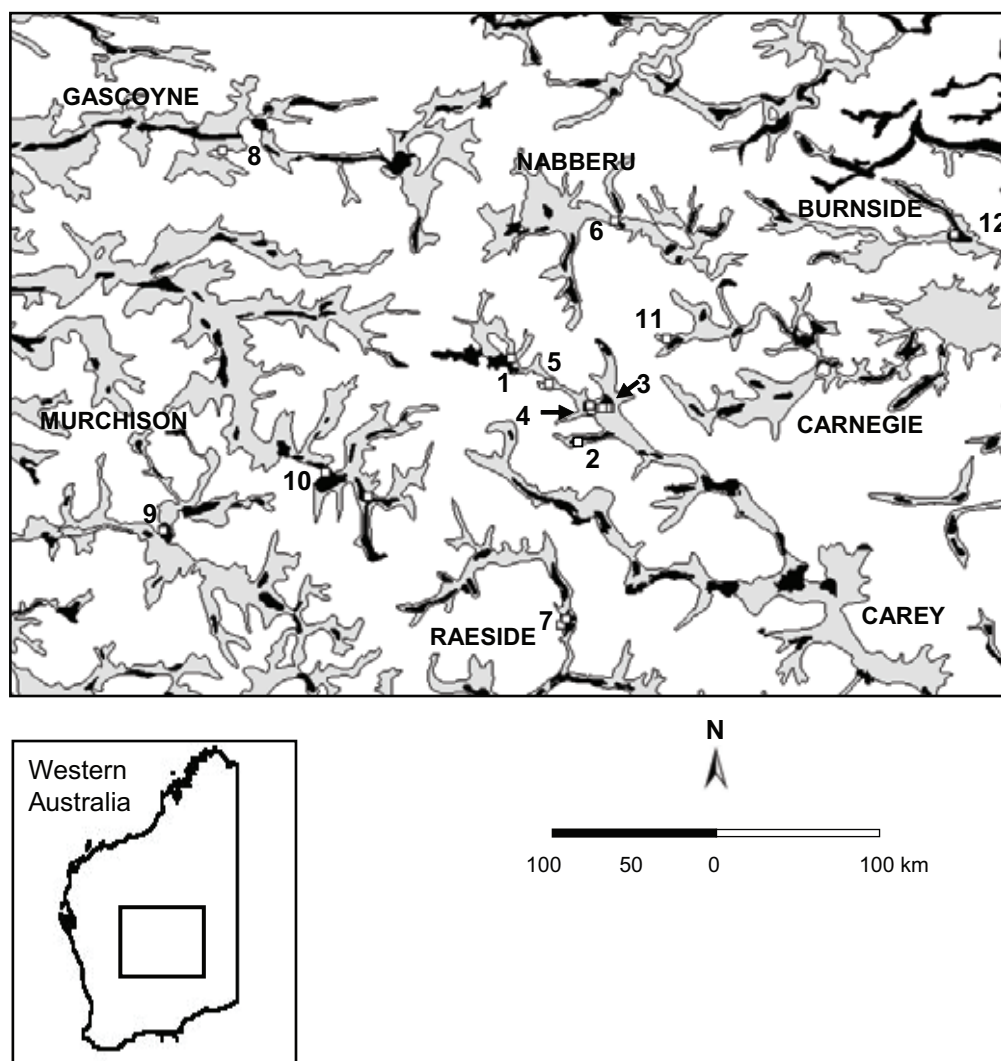 GASCOYNE
8
NABBERU
6
BURNSIDE
12
11
5
1
3
4
MURCHISON
CARNEGIE
2
10
9
7
RAESIDE
CAREY
N
Western
Australia
100 50 0 100 km